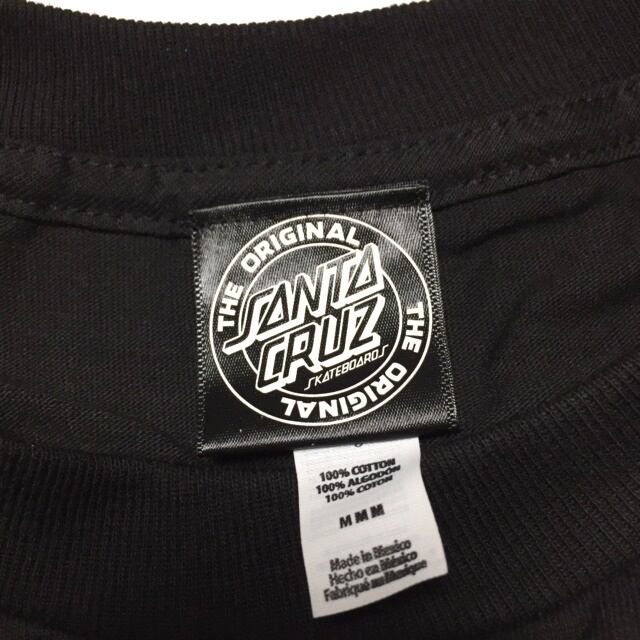 THE ORIGINAL
SANTA
CRUZ
SKATEBOARDS
THE ORIGINAL
100% COTTON
100% ALGODÓN
100% COTON
M M M
Made in Mexico
Hecho en México
Fabriqué au Mexique